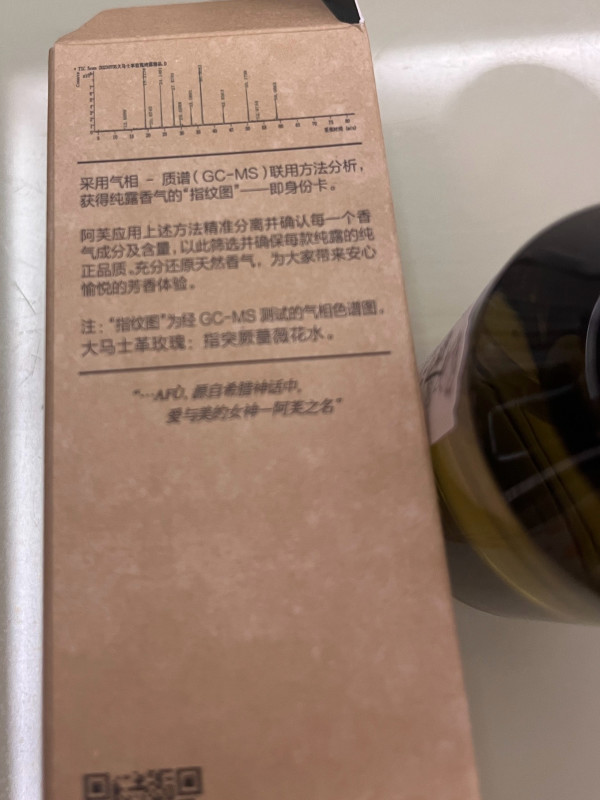 采用气相 - 质谱（GC-MS）联用方法分析，
获得纯露香气的“指纹图”——即身份卡。
阿芙应用上述方法精准分离并确认每一个香
气成分及含量，以此筛选并确保每款纯露的纯
正品质、充分还原天然香气，为大家带来安心
愉悦的芳香体验。
注：“指纹图”为经 GC-MS 测试的气相色谱图。
大马士革玫瑰：指突厥蔷薇花水。
“…AFU，源自希腊神话中，
爱与美的女神—阿芙之名”